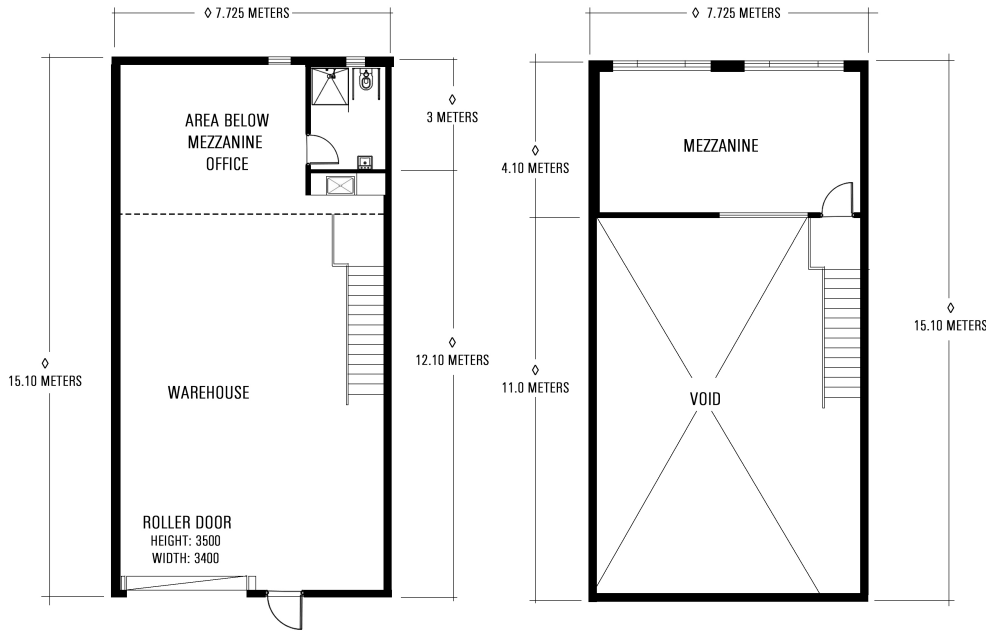 ◊ 7.725 METERS
◊
3 METERS
AREA BELOW
MEZZANINE
OFFICE
◊
15.10 METERS
◊
12.10 METERS
WAREHOUSE
ROLLER DOOR
HEIGHT: 3500
WIDTH: 3400
◊ 7.725 METERS
MEZZANINE
◊
4.10 METERS
◊
15.10 METERS
◊
11.0 METERS
VOID